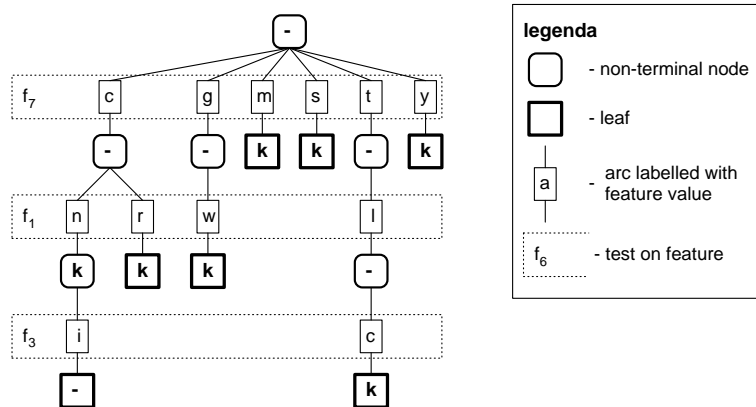 -
f7 c g m s t y
- - k k - k
f1 n r w l
k k k -
f3 i c
- k
legenda
- non-terminal node
- leaf
a - arc labelled with
feature value
f6 - test on feature